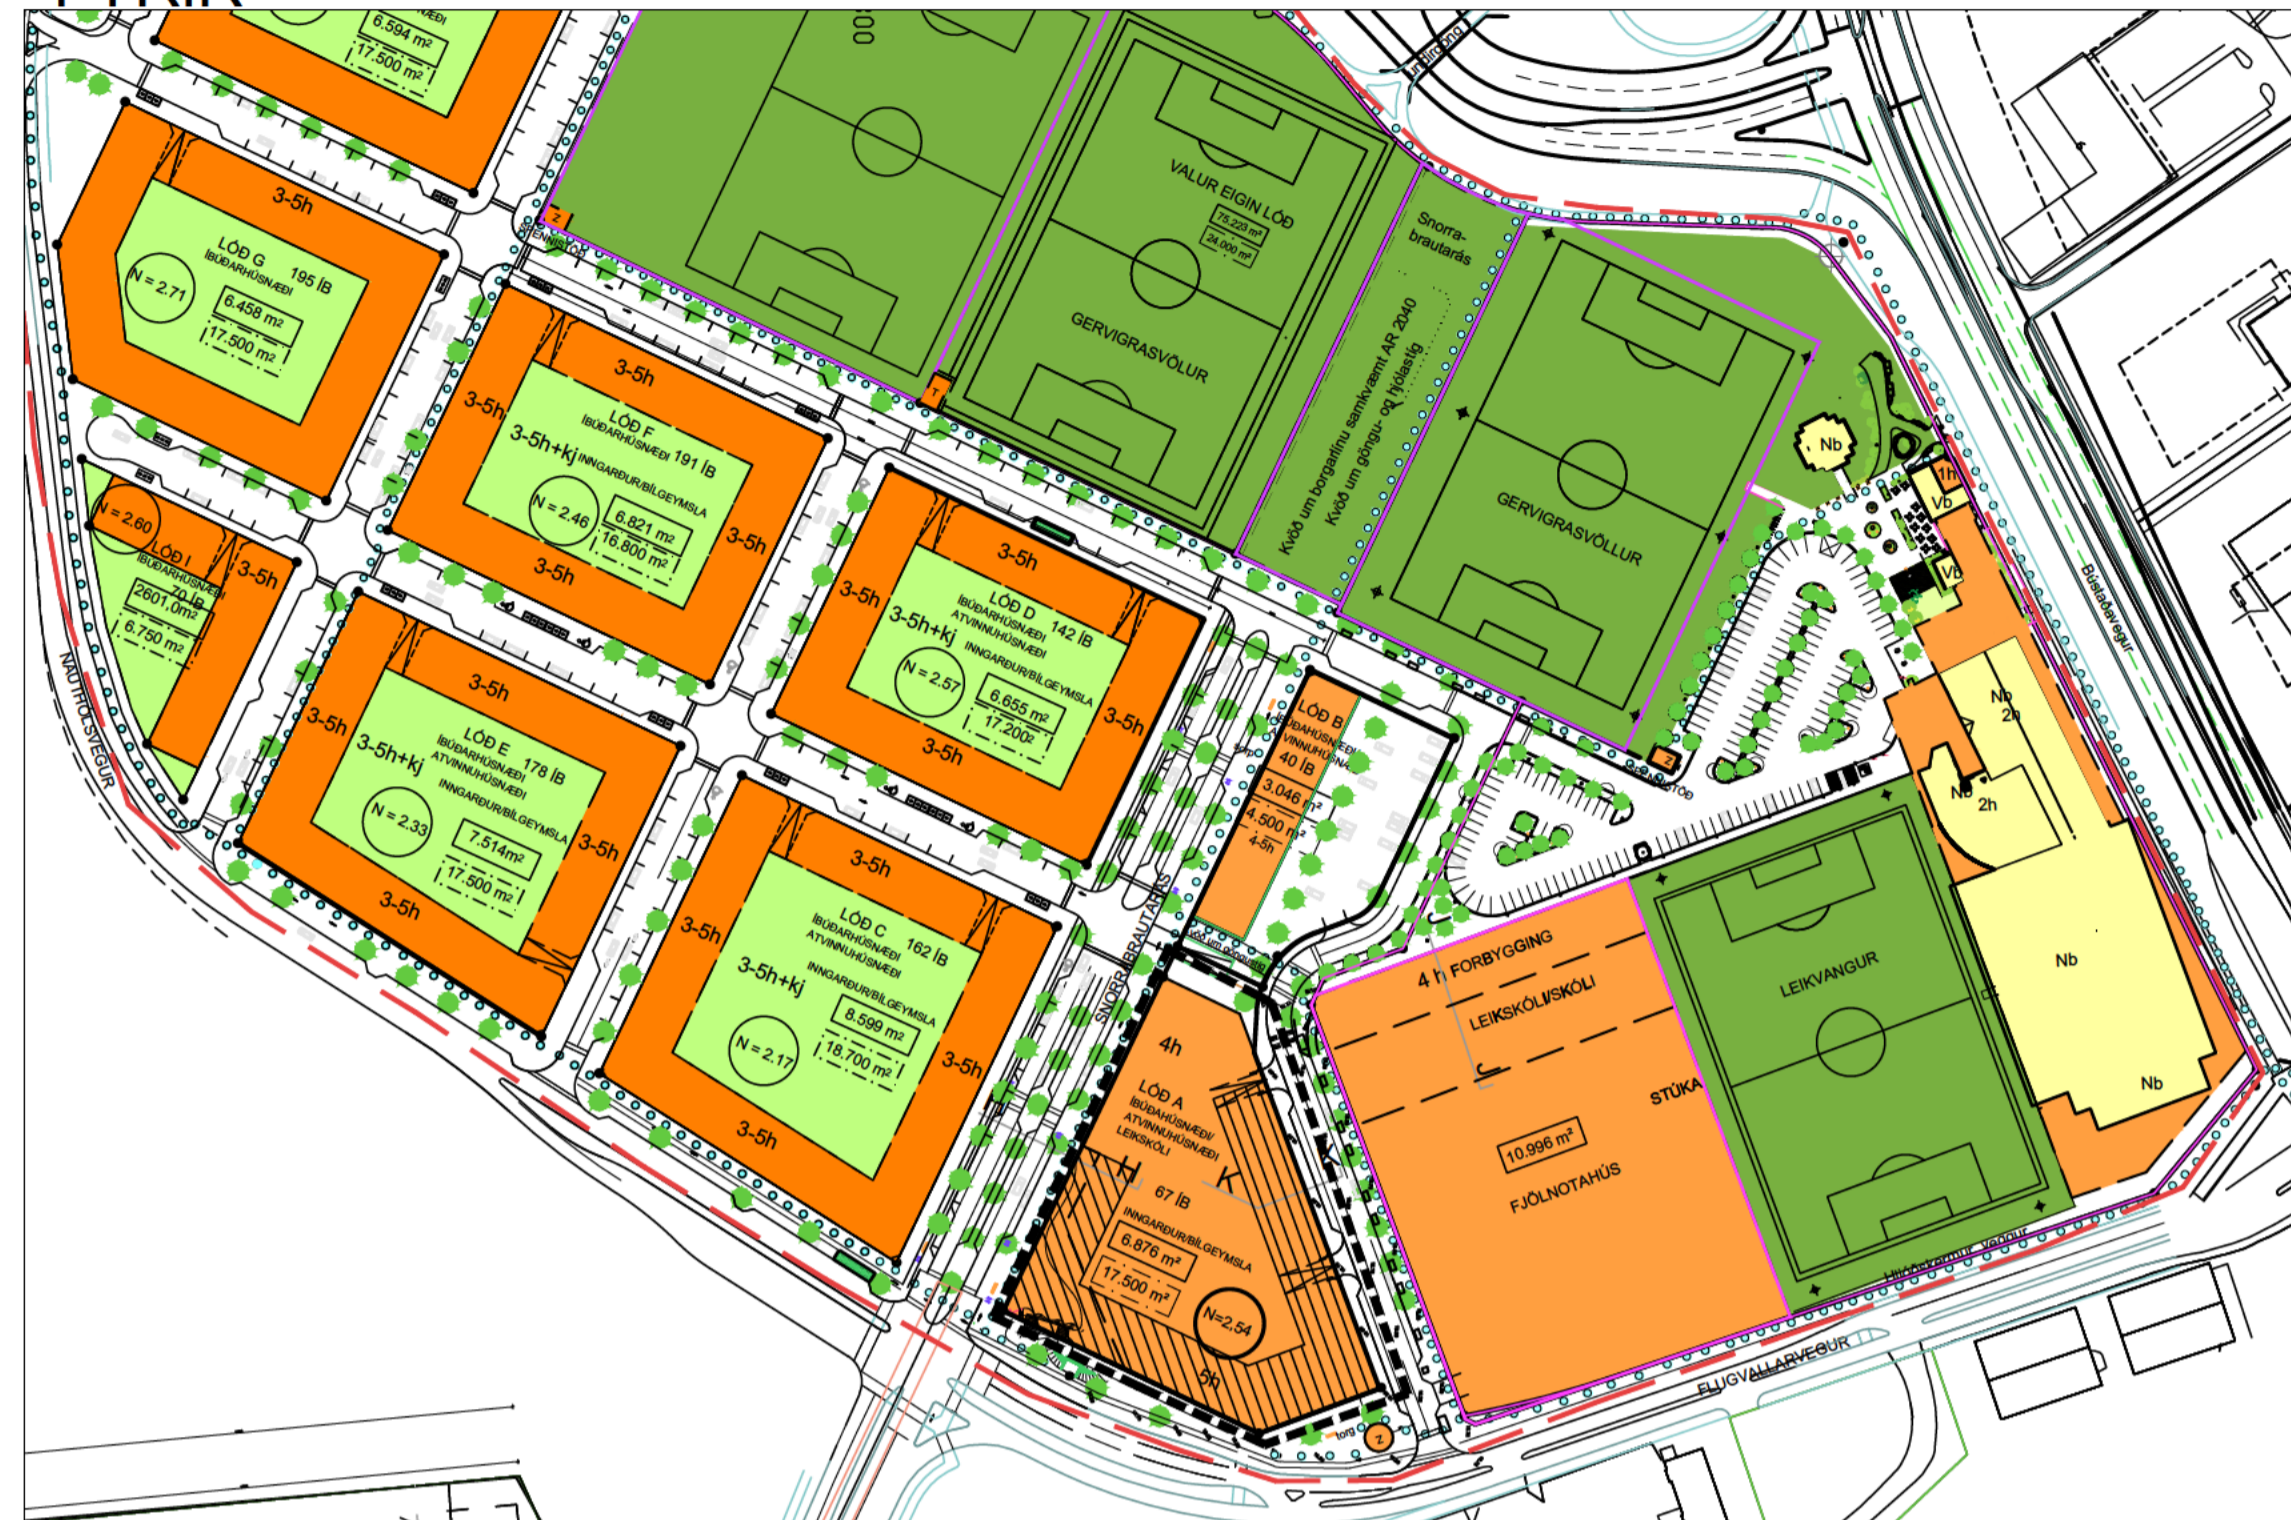 6.594 m²
17.500 m²
undirgöng
3-5h
LÓÐ G
ÍBÚÐARHÚSNÆÐI
195 ÍB
N = 2.71
6.458 m²
17.500 m²
SPENNISTÖÐ
Z
T
VALUR EIGIN LÓÐ
75.223 m²
24.000 m²
GERVIGRASVÖLUR
Snorra-
brautarás
Kvöð um borgarlínu samkvæmt AR 2040
Kvöð um göngu- og hjólastíg
GERVIGRASVÖLLUR
Nb
1h
Vb
Vb
Bústaðavegur
3-5h
3-5h
LÓÐ F
ÍBÚÐARHÚSNÆÐI
191 ÍB
3-5h+kj
INNGARÐUR/BÍLGEYMSLA
N = 2.46
6.821 m²
16.800 m²
3-5h
3-5h
N = 2.60
LÓÐ I
ÍBÚÐARHÚSNÆÐI
70 ÍB
2601,0m²
6.750 m²
3-5h
NAUTHÓLSVEGUR
3-5h
3-5h
LÓÐ D
ÍBÚÐARHÚSNÆÐI
ATVINNUHÚSNÆÐI
142 ÍB
3-5h+kj
INNGARÐUR/BÍLGEYMSLA
N = 2.57
6.655 m²
17.200²
3-5h
3-5h
3-5h
3-5h
LÓÐ E
ÍBÚÐARHÚSNÆÐI
ATVINNUHÚSNÆÐI
178 ÍB
3-5h+kj
INNGARÐUR/BÍLGEYMSLA
N = 2.33
7.514m²
17.500 m²
3-5h
3-5h
LÓÐ B
40 ÍB
3.046 m²
4.500 m²
4-5h
Z
Nb
2h
Nb
2h
Nb
Nb
3-5h
3-5h
LÓÐ C
ÍBÚÐARHÚSNÆÐI
ATVINNUHÚSNÆÐI
162 ÍB
3-5h+kj
INNGARÐUR/BÍLGEYMSLA
N = 2.17
8.599 m²
18.700 m²
3-5h
3-5h
SNORRABRAUTARÁS
4h
LÓÐ A
ÍBÚÐAHÚSNÆÐI/
ATVINNUHÚSNÆÐI
LEIKSKÓLI
H
K
67 ÍB
INNGARÐUR/BÍLGEYMSLA
6.876 m²
17.500 m²
N=2,54
5h
torg
Z
4 h FORBYGGING
LEIKSKÓLI/SKÓLI
STÚKA
10.996 m²
FJÖLNOTAHÚS
LEIKVANGUR
Hljóðskermur, veggur
FLUGVALLARVEGUR